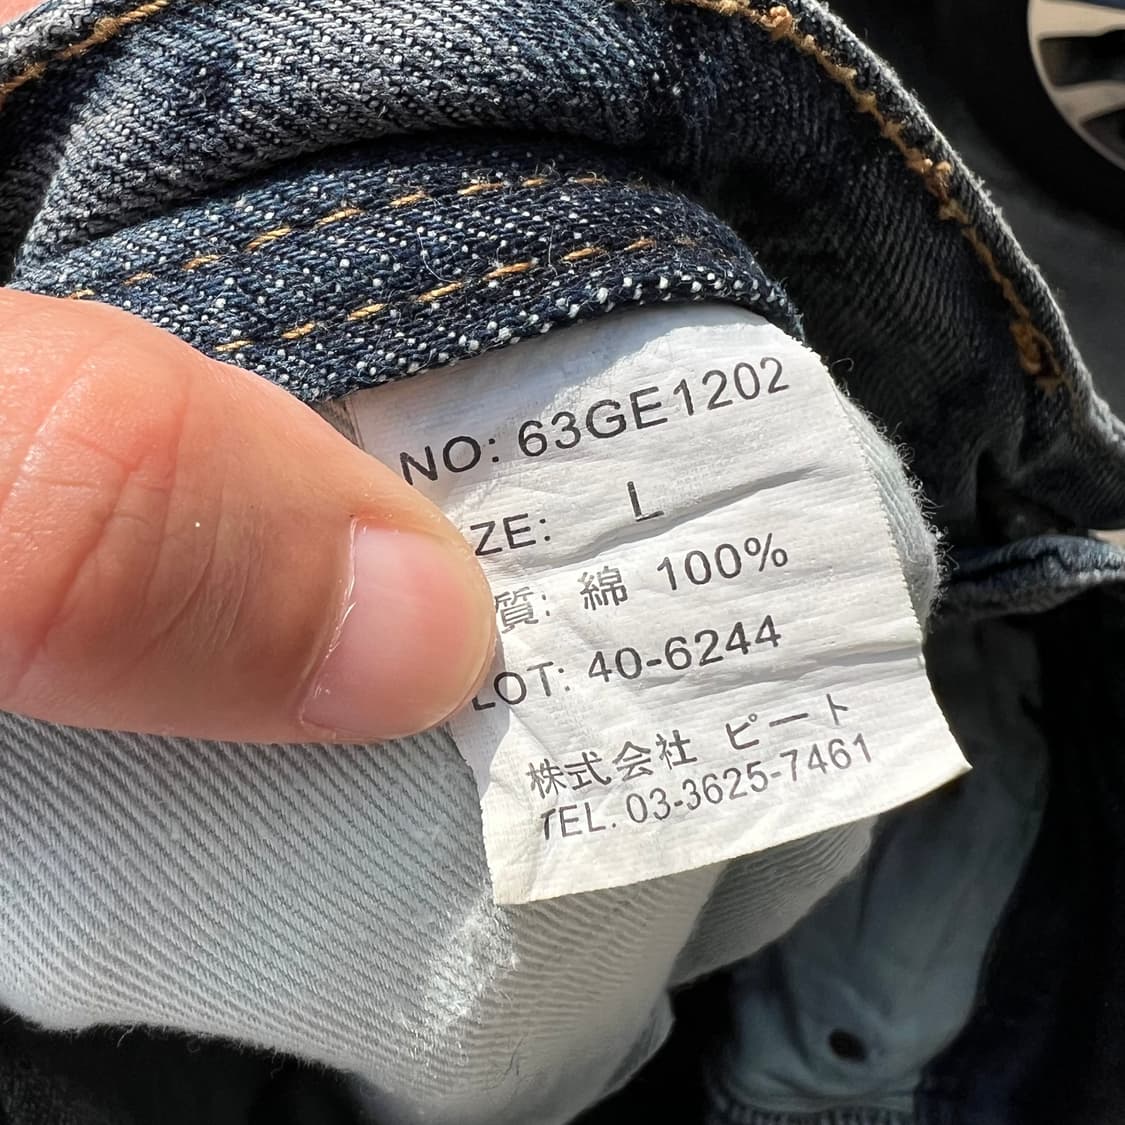 NO: 63GE1202
ZE: L
質: 綿 100%
LOT: 40-6244
株式会社 ピート
TEL. 03-3625-7461